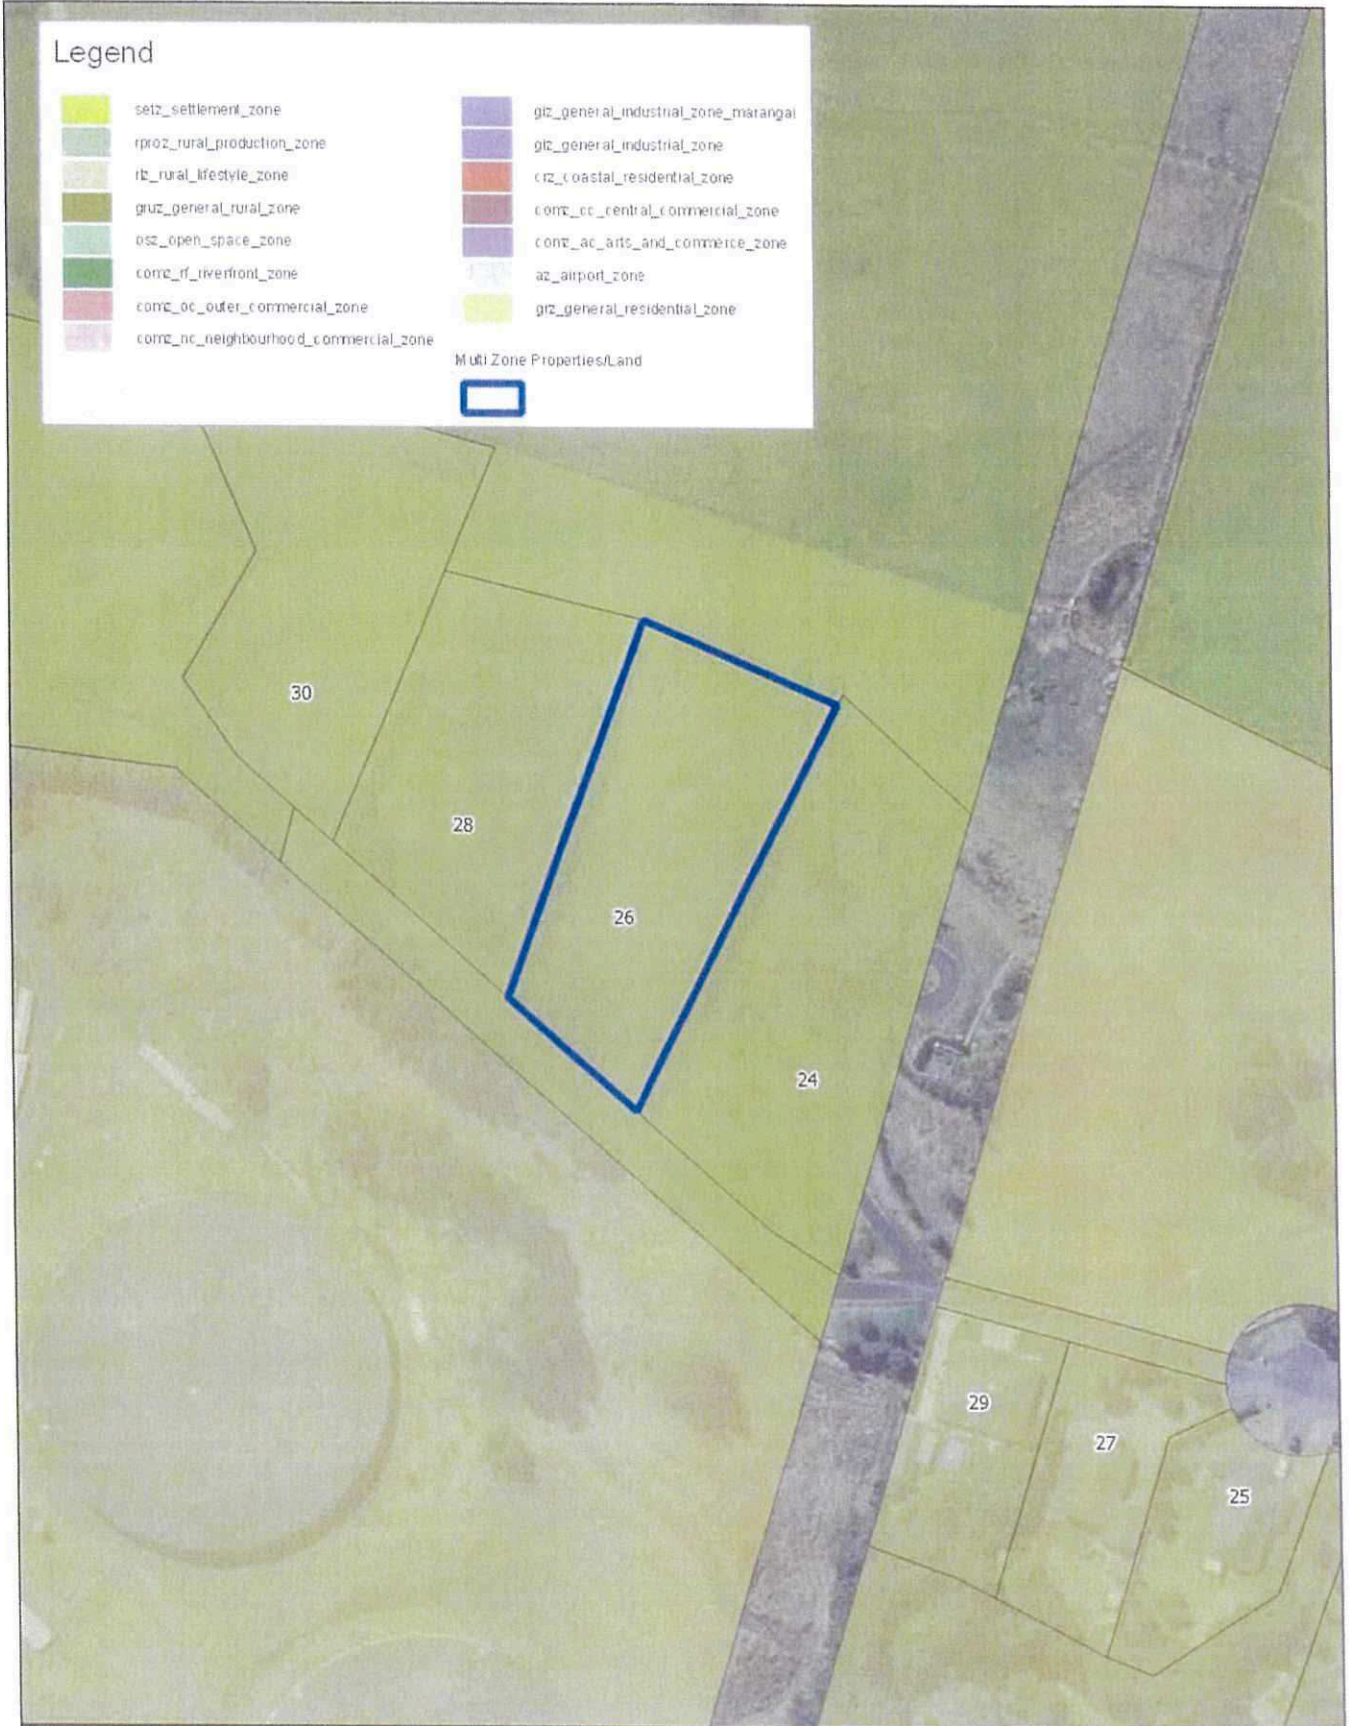 Legend
setz_settlement_zone
rproz_rural_production_zone
rlz_rural_lifestyle_zone
gruz_general_rural_zone
osz_open_space_zone
comz_rf_riverfront_zone
comz_oc_outer_commercial_zone
comz_nc_neighbourhood_commercial_zone
giz_general_industrial_zone_marangai
giz_general_industrial_zone
crz_coastal_residential_zone
comz_cc_central_commercial_zone
comz_ac_arts_and_commerce_zone
az_airport_zone
grz_general_residential_zone
Multi Zone Properties/Land
30
28
26
24
29
27
25